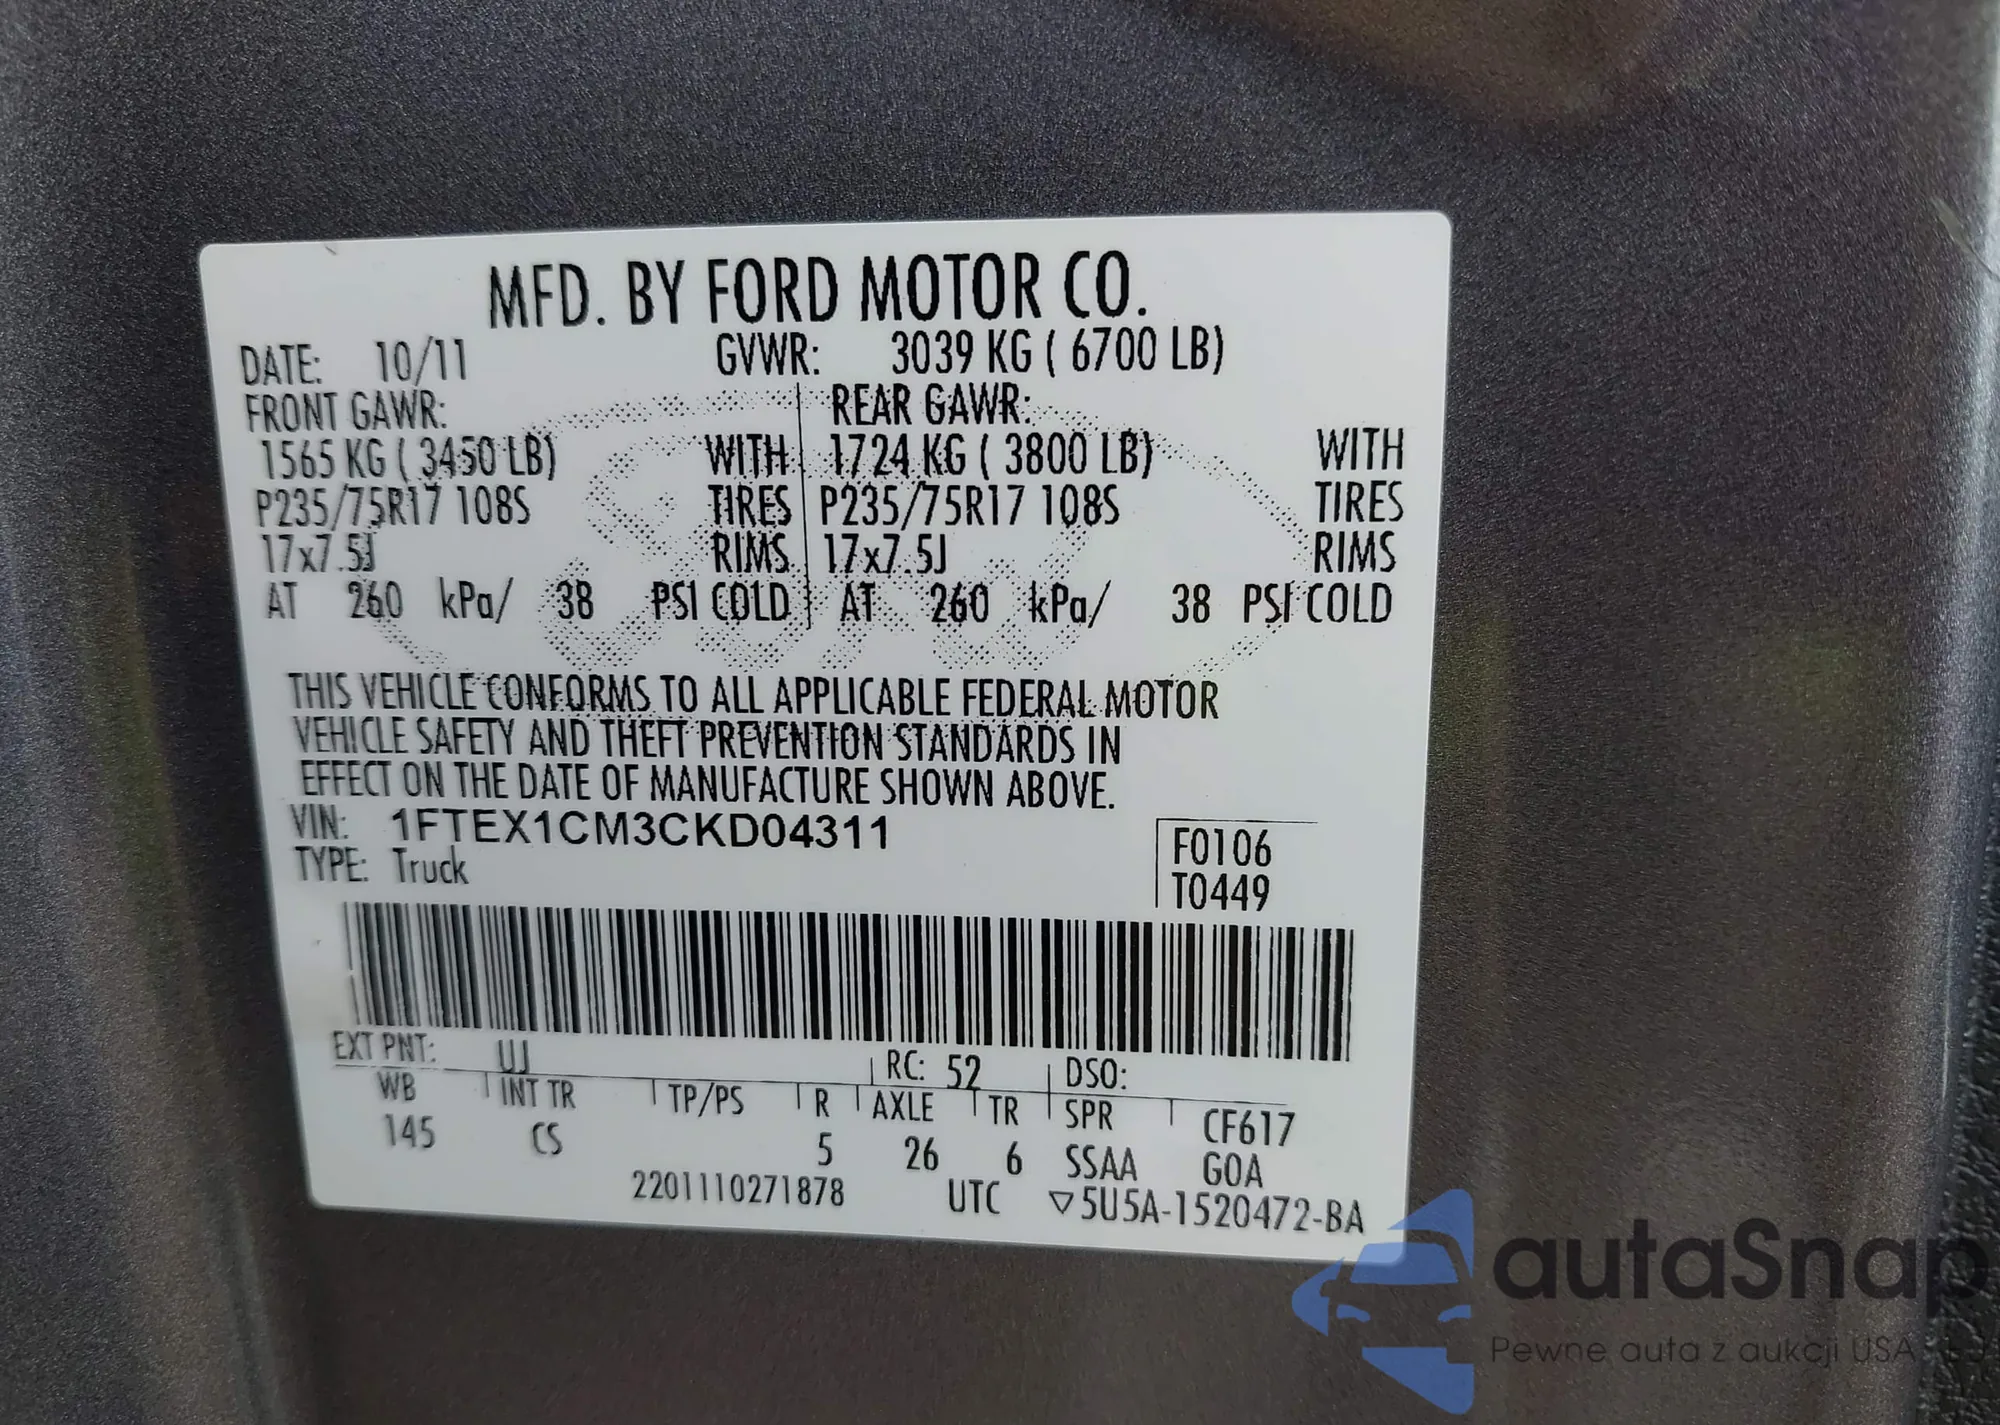 MFD. BY FORD MOTOR CO.
DATE: 10/11 GVWR: 3039 KG ( 6700 LB)
FRONT GAWR: REAR GAWR:
1565 KG ( 3450 LB) WITH 1724 KG ( 3800 LB) WITH
P235/75R17 108S TIRES P235/75R17 108S TIRES
17x7.5J RIMS 17x7.5J RIMS
AT 260 kPa/ 38 PSI COLD AT 260 kPa/ 38 PSI COLD
THIS VEHICLE CONFORMS TO ALL APPLICABLE FEDERAL MOTOR
VEHICLE SAFETY AND THEFT PREVENTION STANDARDS IN
EFFECT ON THE DATE OF MANUFACTURE SHOWN ABOVE.
VIN: 1FTEX1CM3CKD04311 F0106
TYPE: Truck T0449
EXT PNT: UJ RC: 52 DSO:
WB INT TR TP/PS R AXLE TR SPR CF617
145 CS 5 26 6 SSAA GOA
2201110271878 UTC ▽5U5A-1520472-BA
autaSnap
Pewne auta z aukcji USA